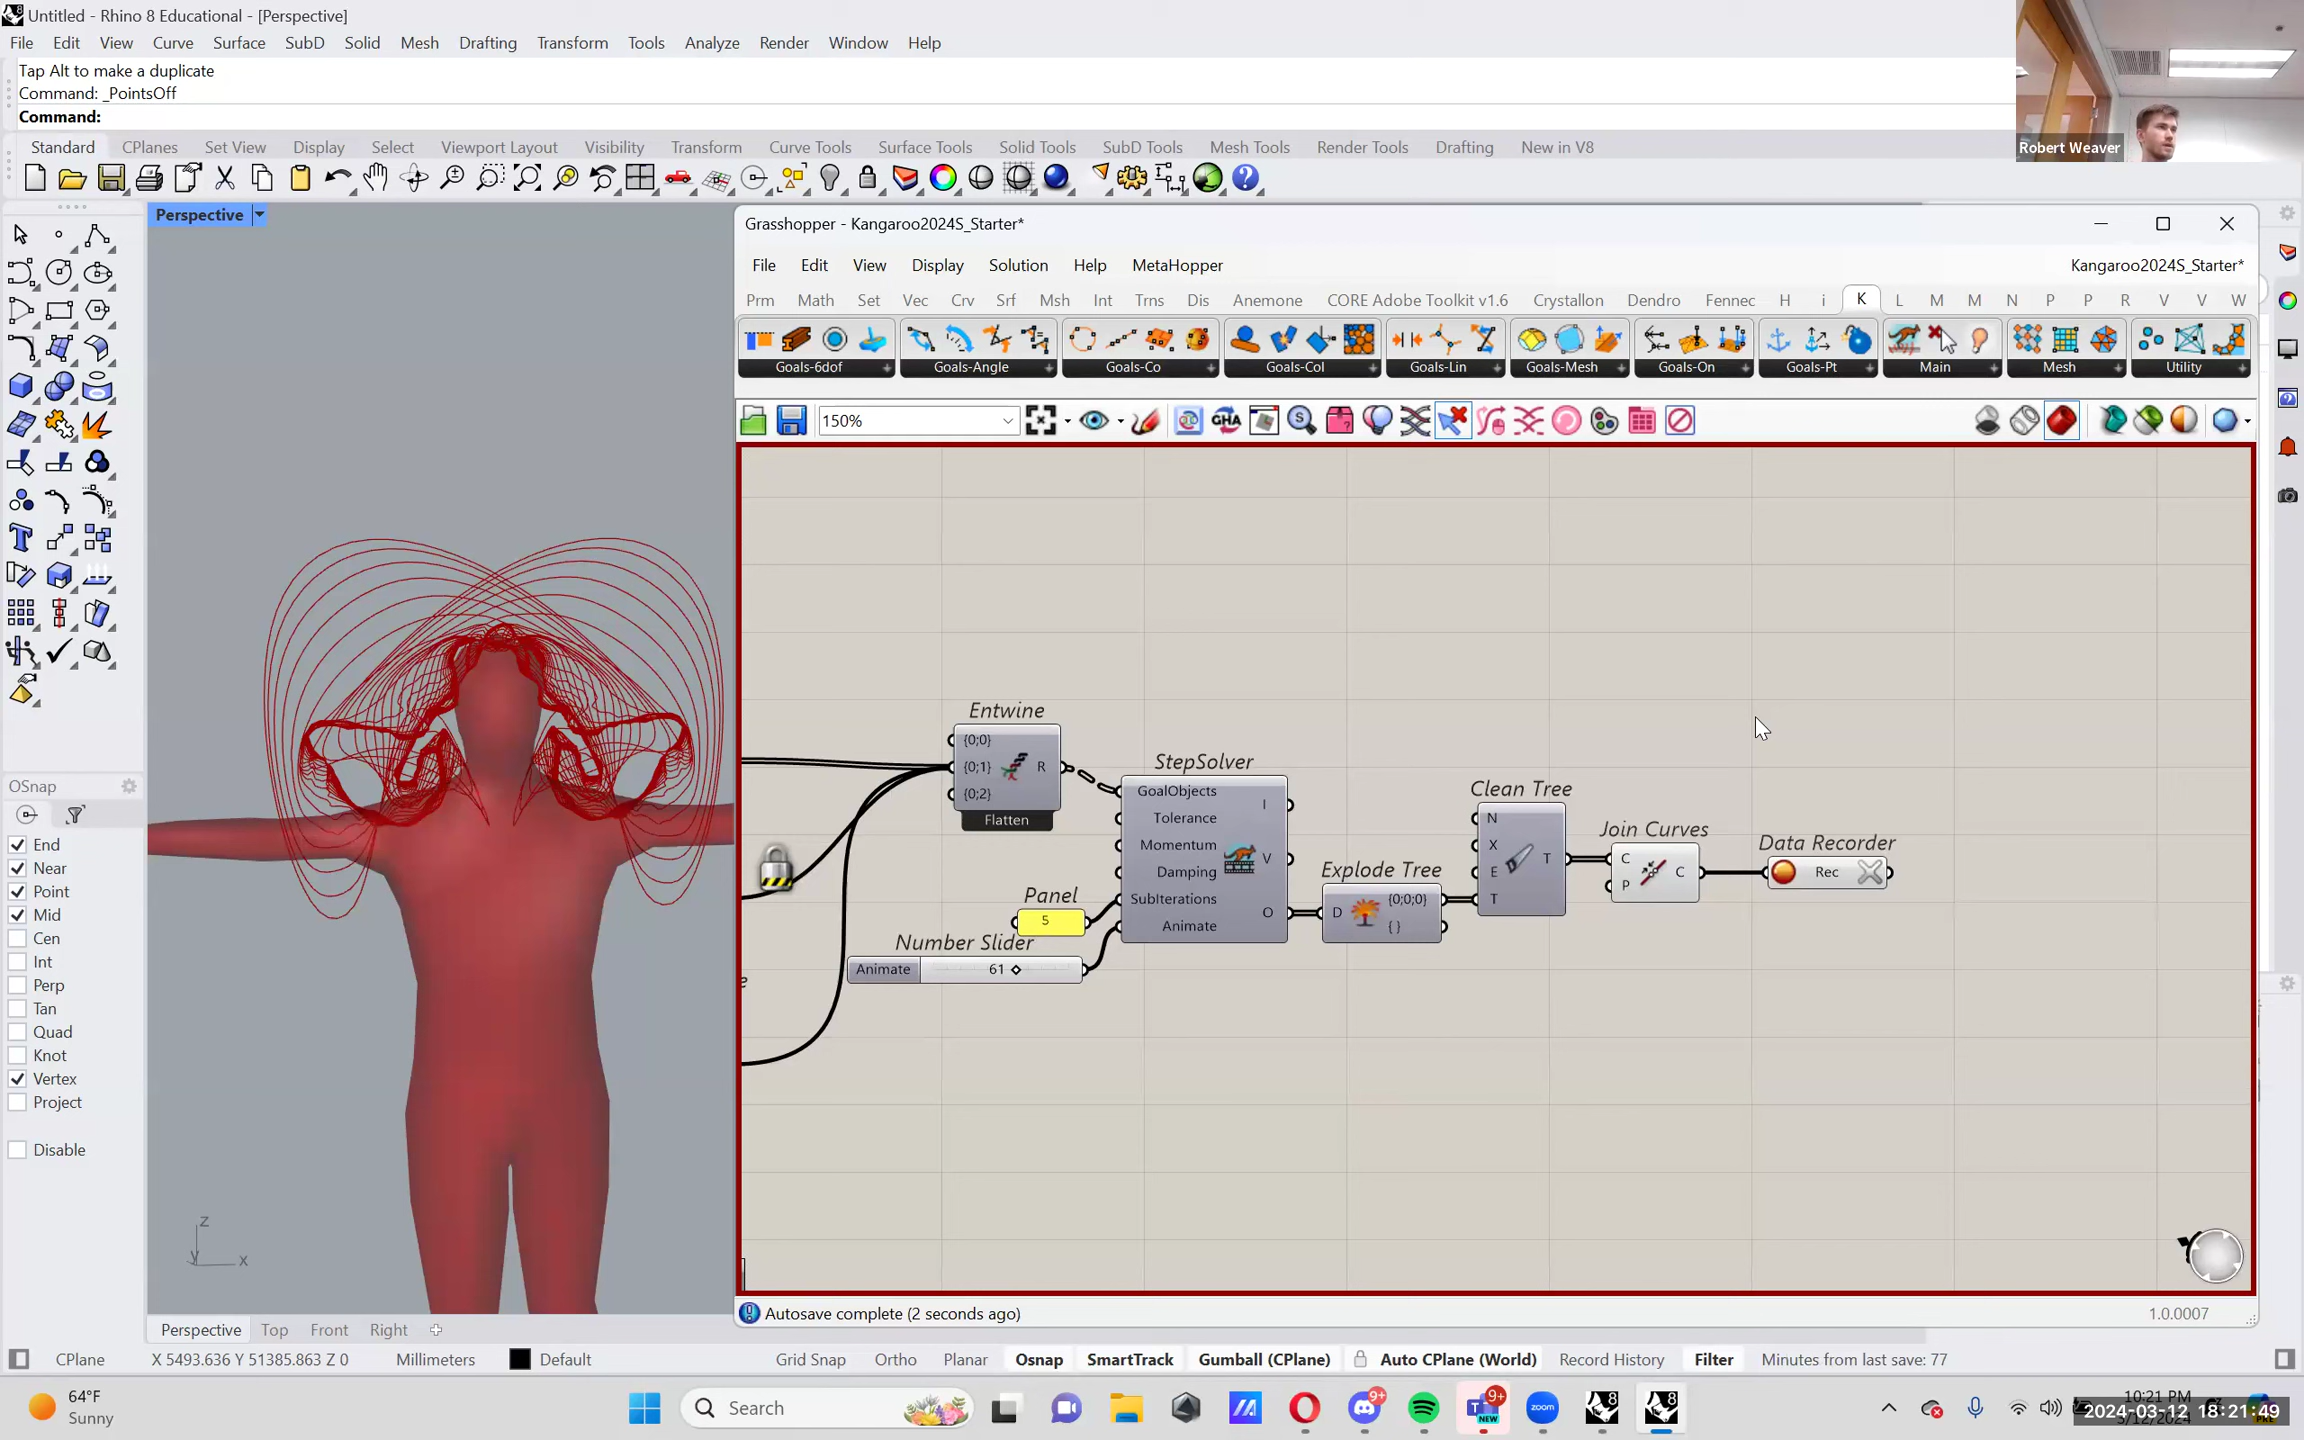 Untitled - Rhino 8 Educational - [Perspective]
File Edit View Curve Surface SubD Solid Mesh Drafting Transform Tools Analyze Render Window Help
Tap Alt to make a duplicate
Command: _PointsOff
Command:
Robert Weaver
Standard CPlanes Set View Display Select Viewport Layout Visibility Transform Curve Tools Surface Tools Solid Tools SubD Tools Mesh Tools Render Tools Drafting New in V8
Perspective
Grasshopper - Kangaroo2024S_Starter*
File Edit View Display Solution Help MetaHopper Kangaroo2024S_Starter*
Prm Math Set Vec Crv Srf Msh Int Trns Dis Anemone CORE Adobe Toolkit v1.6 Crystallon Dendro Fennec H i K L M M N P P R V V W
Goals-6dof Goals-Angle Goals-Co Goals-Col Goals-Lin Goals-Mesh Goals-On Goals-Pt Main Mesh Utility
150%
GHA
Entwine
{0;0}
{0;1} R
{0;2}
Flatten
StepSolver
GoalObjects
Tolerance
Momentum
Damping
SubIterations
Animate
I
V
O
Panel
5
Number Slider
Animate 61
Explode Tree
D {0;0;0}
{ }
Clean Tree
N
X
E
T
T
Join Curves
C
P
C
Data Recorder
Rec
e
OSnap
End
Near
Point
Mid
Cen
Int
Perp
Tan
Quad
Knot
Vertex
Project
Disable
z
y
x
Autosave complete (2 seconds ago) 1.0.0007
Perspective Top Front Right
CPlane X 5493.636 Y 51385.863 Z 0 Millimeters Default Grid Snap Ortho Planar Osnap SmartTrack Gumball (CPlane) Auto CPlane (World) Record History Filter Minutes from last save: 77
64°F
Sunny
Search
9+
9+
NEW
zoom
8
8
10:21 PM
2024-03-12 18:21:49